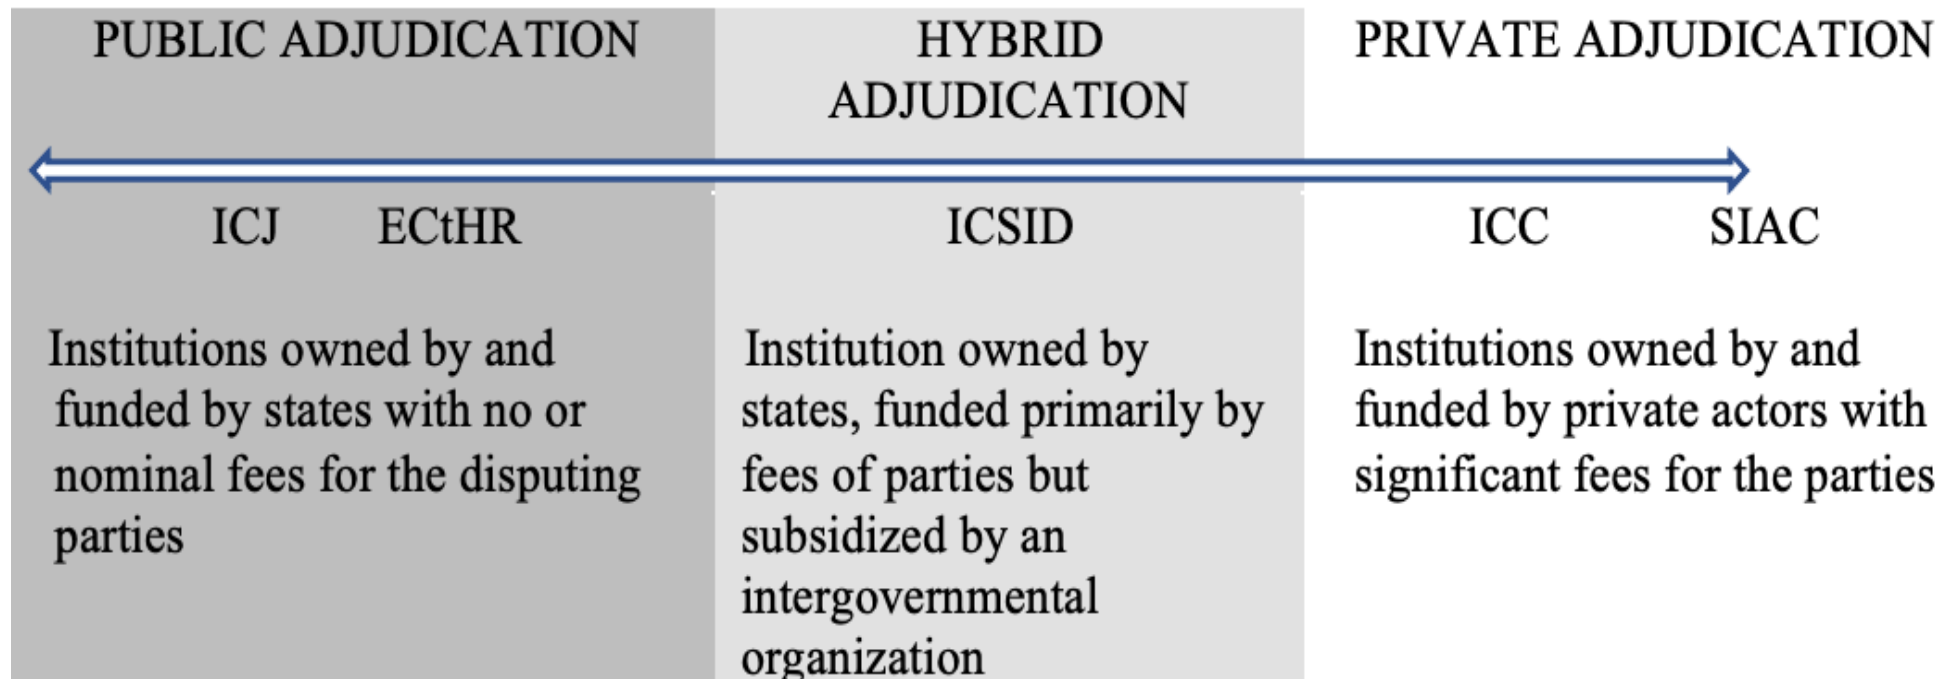 PUBLIC ADJUDICATION
HYBRID
ADJUDICATION
PRIVATE ADJUDICATION
ICJ ECtHR
ICSID
ICC SIAC
Institutions owned by and
funded by states with no or
nominal fees for the disputing
parties
Institution owned by
states, funded primarily by
fees of parties but
subsidized by an
intergovernmental
organization
Institutions owned by and
funded by private actors with
significant fees for the parties